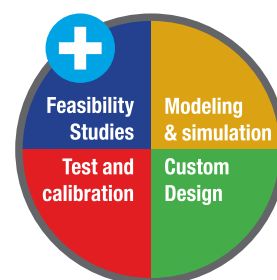 Feasibility
Studies
Modeling
& simulation
Test and
calibration
Custom
Design